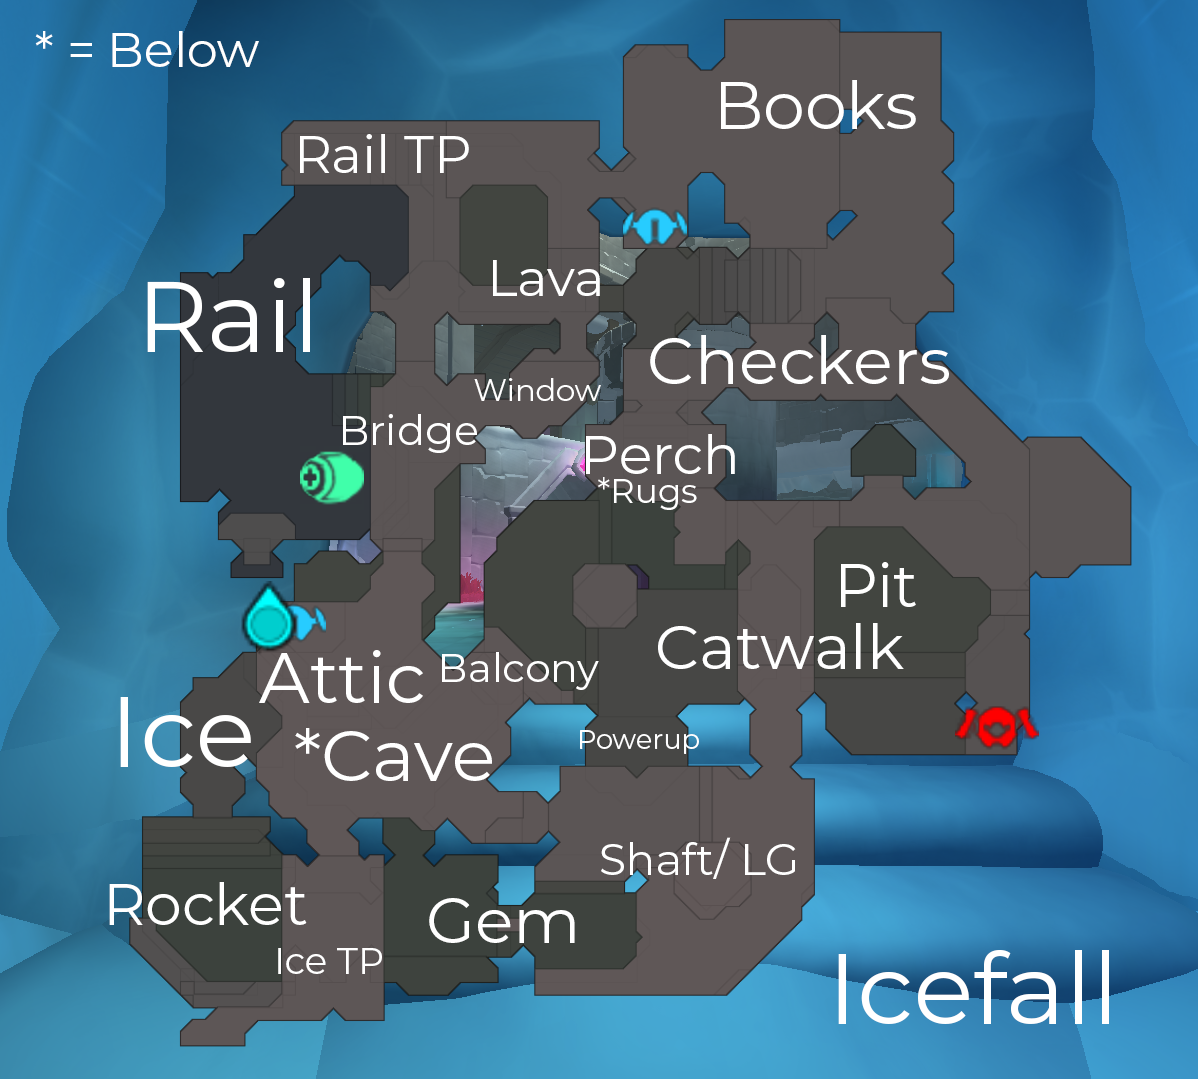 * = Below
Books
Rail TP
Lava
Rail
Checkers
Window
Bridge
Perch
*Rugs
Pit
Catwalk
Attic
Balcony
Ice
*Cave
Powerup
Shaft/ LG
Rocket
Gem
Ice TP
Icefall